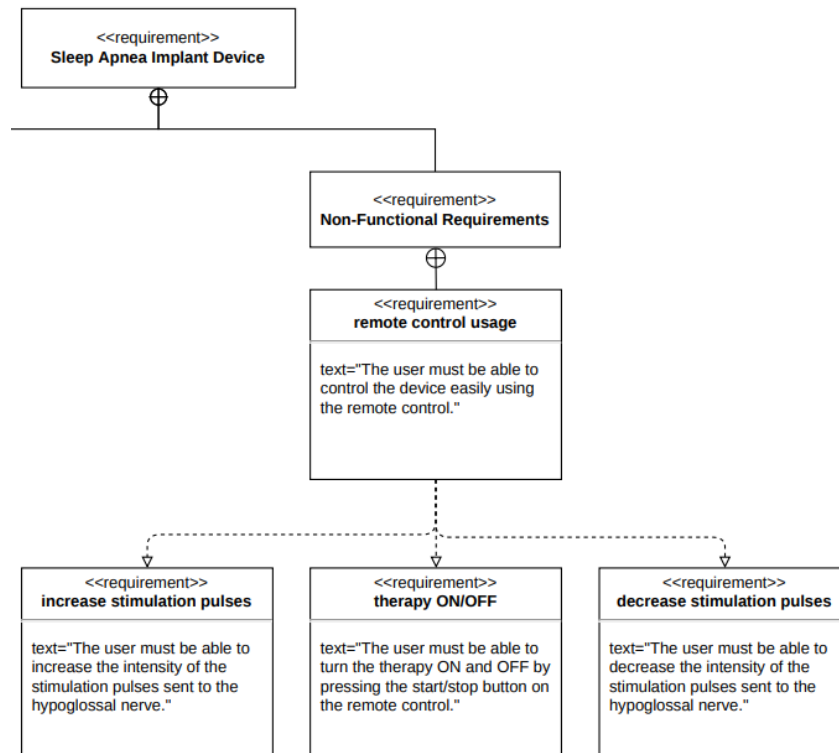 <<requirement>>
Sleep Apnea Implant Device
<<requirement>>
Non-Functional Requirements
<<requirement>>
remote control usage
text="The user must be able to
control the device easily using
the remote control."
<<requirement>>
increase stimulation pulses
text="The user must be able to
increase the intensity of the
stimulation pulses sent to the
hypoglossal nerve."
<<requirement>>
therapy ON/OFF
text="The user must be able to
turn the therapy ON and OFF by
pressing the start/stop button on
the remote control."
<<requirement>>
decrease stimulation pulses
text="The user must be able to
decrease the intensity of the
stimulation pulses sent to the
hypoglossal nerve."